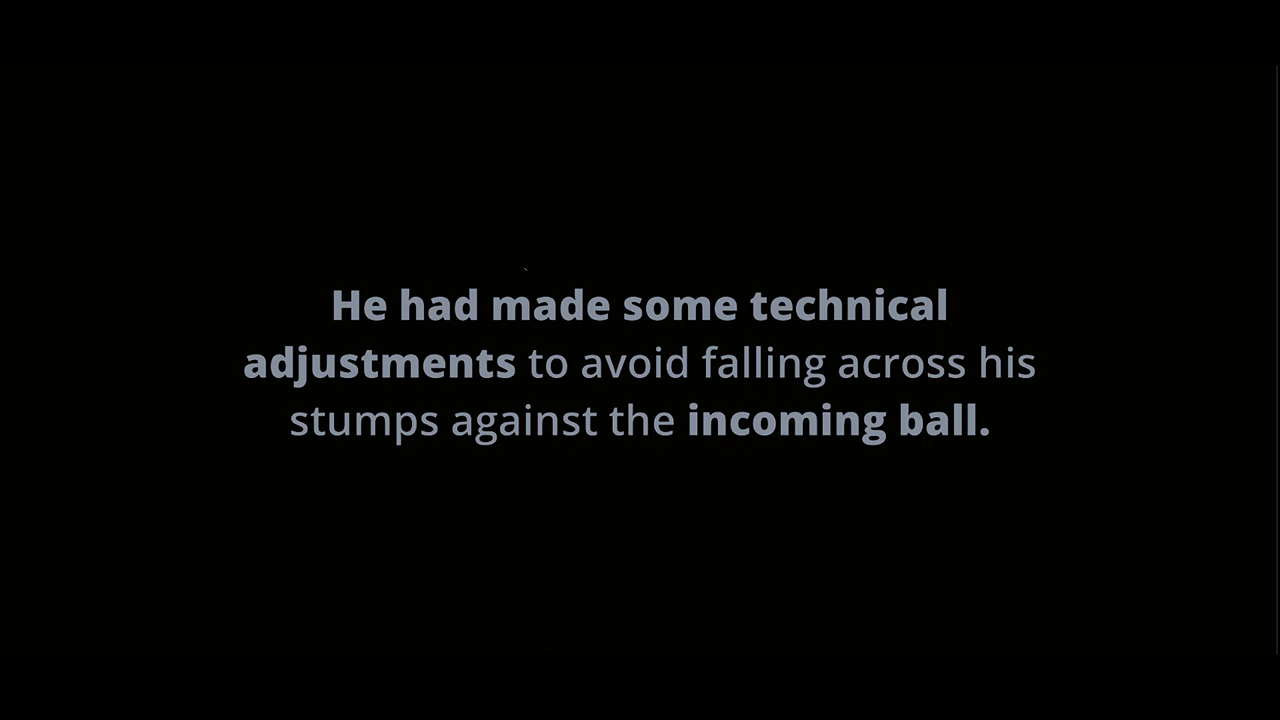 He had made some technical
adjustments to avoid falling across his
stumps against the incoming ball.